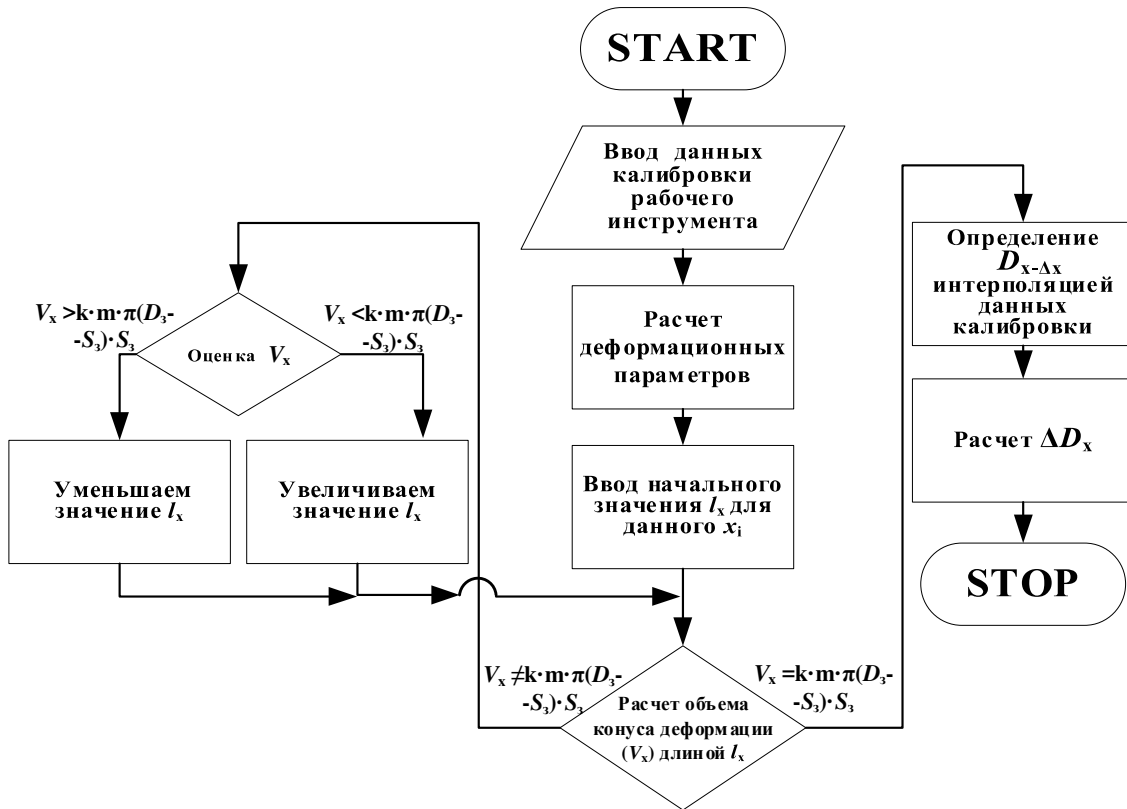 START
Ввод данных
калибровки
рабочего
инструмента
Расчет
деформационных
параметров
Ввод начального
значения lₓ для
данного xᵢ
Vₓ >k·m·π(D₃-
-S₃)·S₃
Vₓ <k·m·π(D₃-
-S₃)·S₃
Оценка Vₓ
Уменьшаем
значение lₓ
Увеличиваем
значение lₓ
Vₓ ≠k·m·π(D₃-
-S₃)·S₃
Vₓ =k·m·π(D₃-
-S₃)·S₃
Расчет объема
конуса деформации
(Vₓ) длиной lₓ
Определение
Dₓ₋Δₓ
интерполяцией
данных
калибровки
Расчет ΔDₓ
STOP